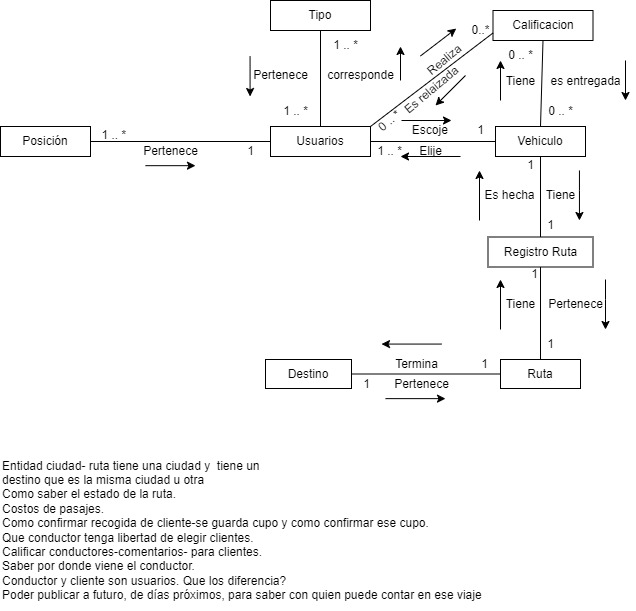 Tipo
Calificacion
0..*
1 .. *
Realiza
0 .. *
Pertenece
corresponde
Es relaizada
Tiene
es entregada
1 .. *
0 .. *
0 .. *
Posición
1 .. *
Usuarios
Escoje
1
Vehiculo
Pertenece
1
1 .. *
Elije
1
Es hecha
Tiene
1
Registro Ruta
1
Tiene
Pertenece
1
Destino
Termina
1
Ruta
1
Pertenece
Entidad ciudad- ruta tiene una ciudad y  tiene un
destino que es la misma ciudad u otra
Como saber el estado de la ruta.
Costos de pasajes.
Como confirmar recogida de cliente-se guarda cupo y como confirmar ese cupo.
Que conductor tenga libertad de elegir clientes.
Calificar conductores-comentarios- para clientes.
Saber por donde viene el conductor.
Conductor y cliente son usuarios. Que los diferencia?
Poder publicar a futuro, de días próximos, para saber con quien puede contar en ese viaje